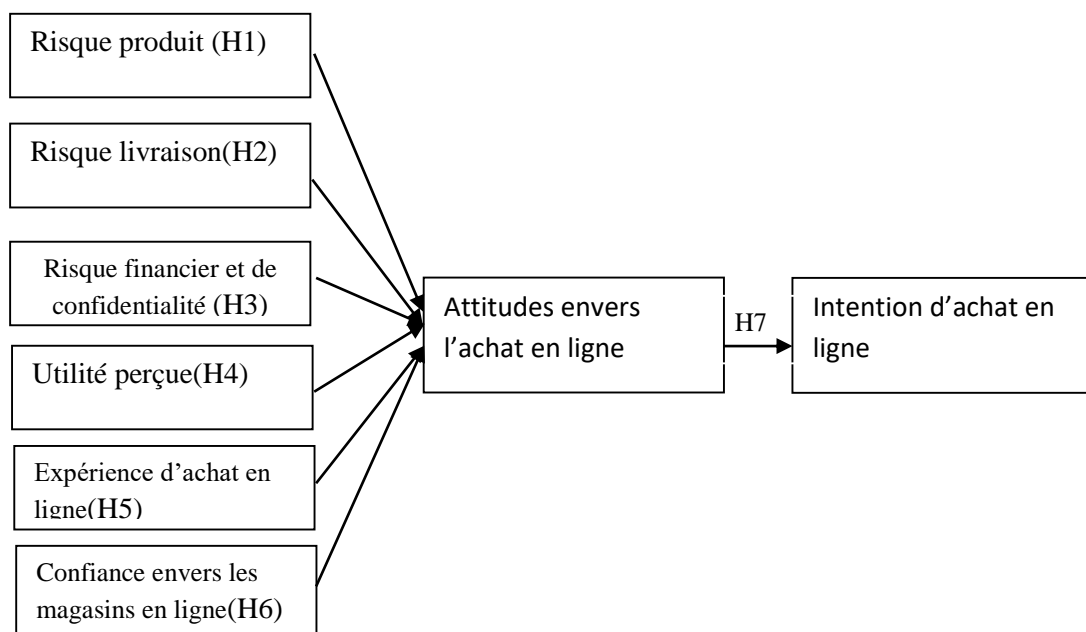 Risque produit (H1)
Risque livraison(H2)
Risque financier et de
confidentialité (H3)
Utilité perçue(H4)
Expérience d’achat en
ligne(H5)
Confiance envers les
magasins en ligne(H6)
Attitudes envers
l’achat en ligne
H7
Intention d’achat en
ligne